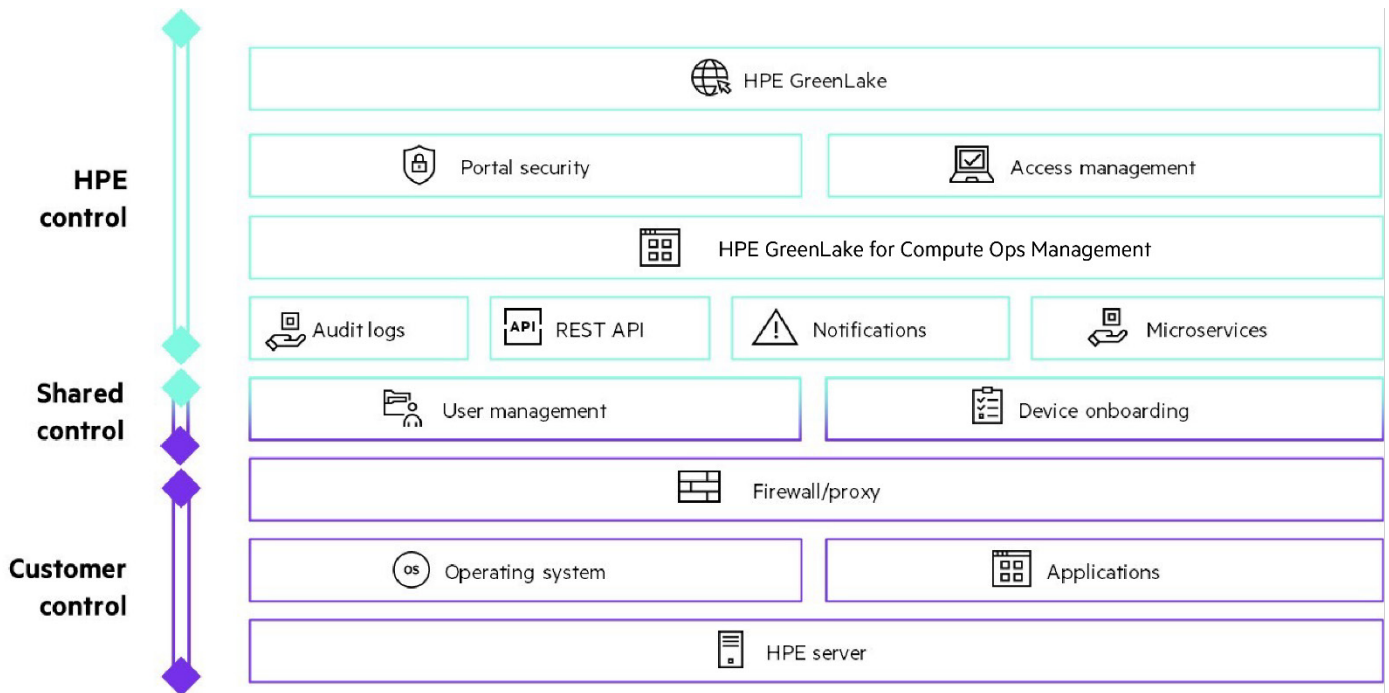 HPE GreenLake
Portal security
Access management
HPE
control
HPE GreenLake for Compute Ops Management
Audit logs
API
REST API
Notifications
Microservices
Shared
control
User management
Device onboarding
Firewall/proxy
Customer
control
OS
Operating system
Applications
HPE server